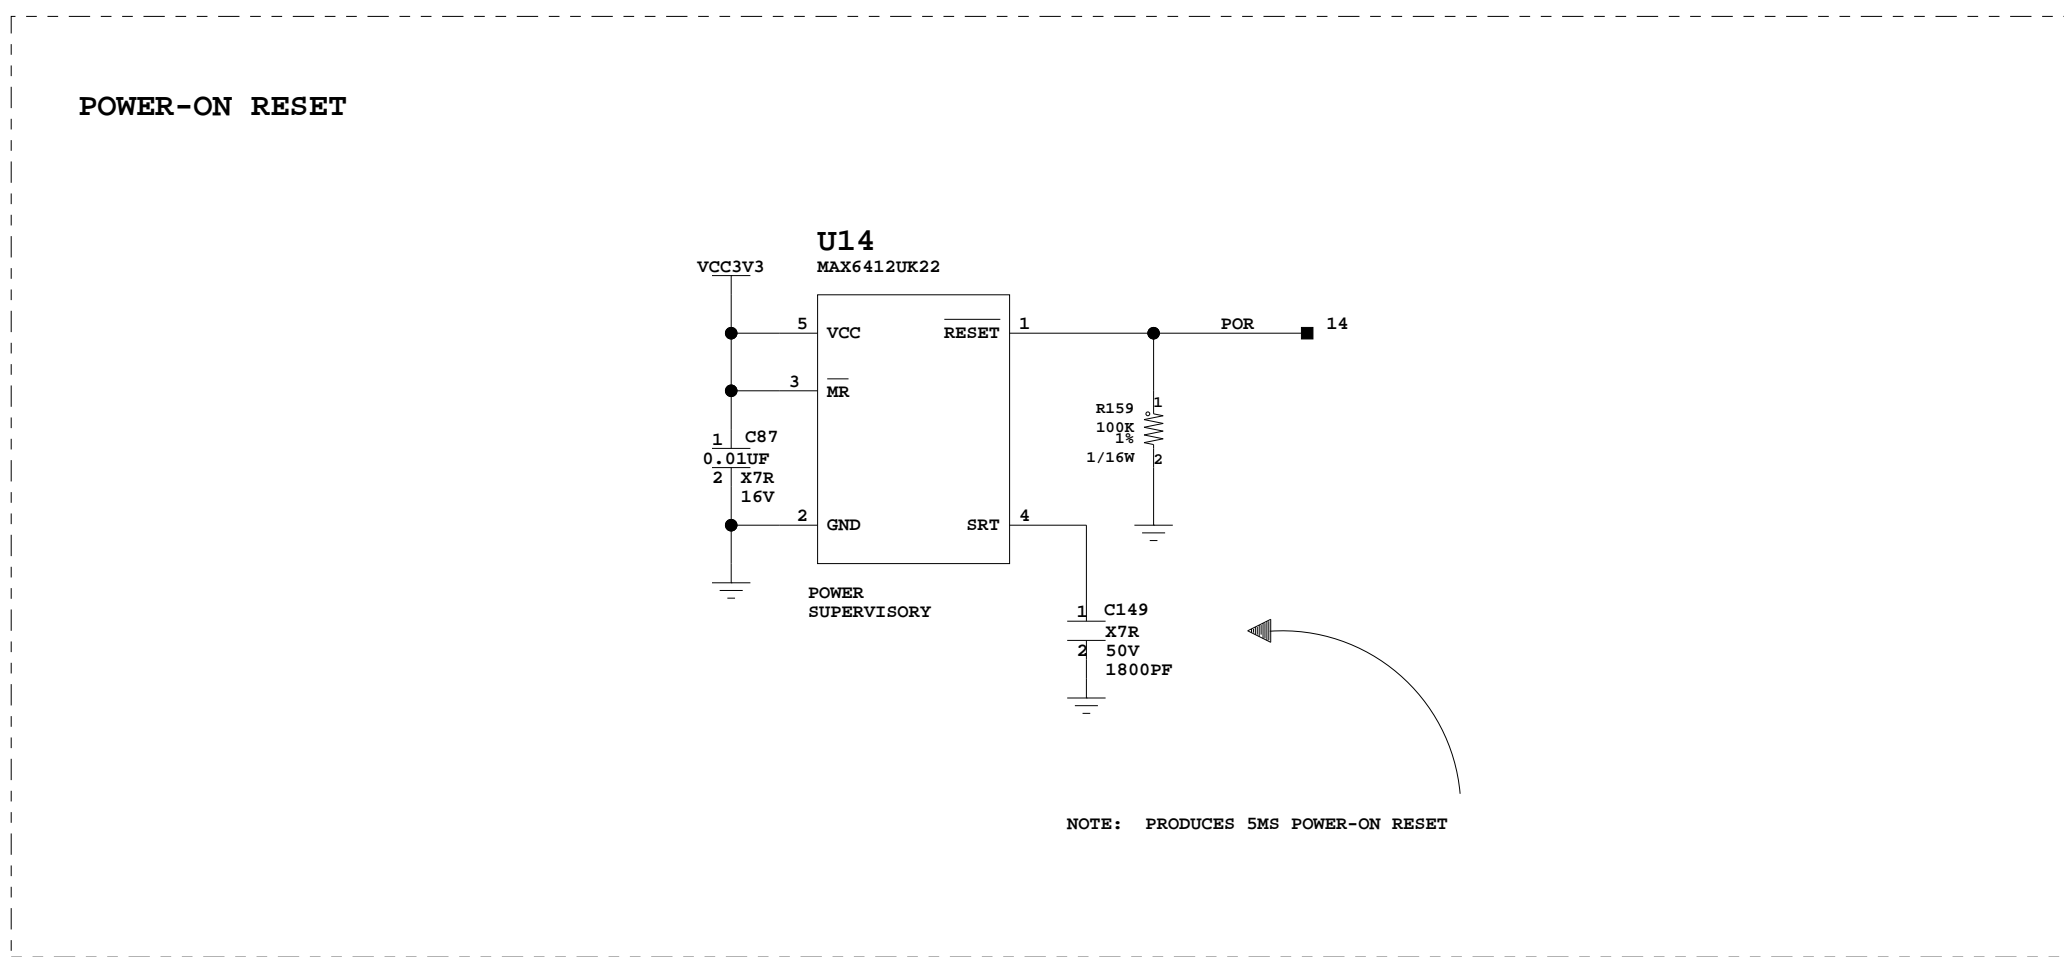 POWER-ON RESET
U14
MAX6412UK22
VCC3V3
5
VCC
RESET
1
POR
14
3
MR
1
C87
0.01UF
2
X7R
16V
R159
1
100K
1%
1/16W
2
2
GND
SRT
4
POWER
SUPERVISORY
1
C149
X7R
2
50V
1800PF
NOTE:  PRODUCES 5MS POWER-ON RESET